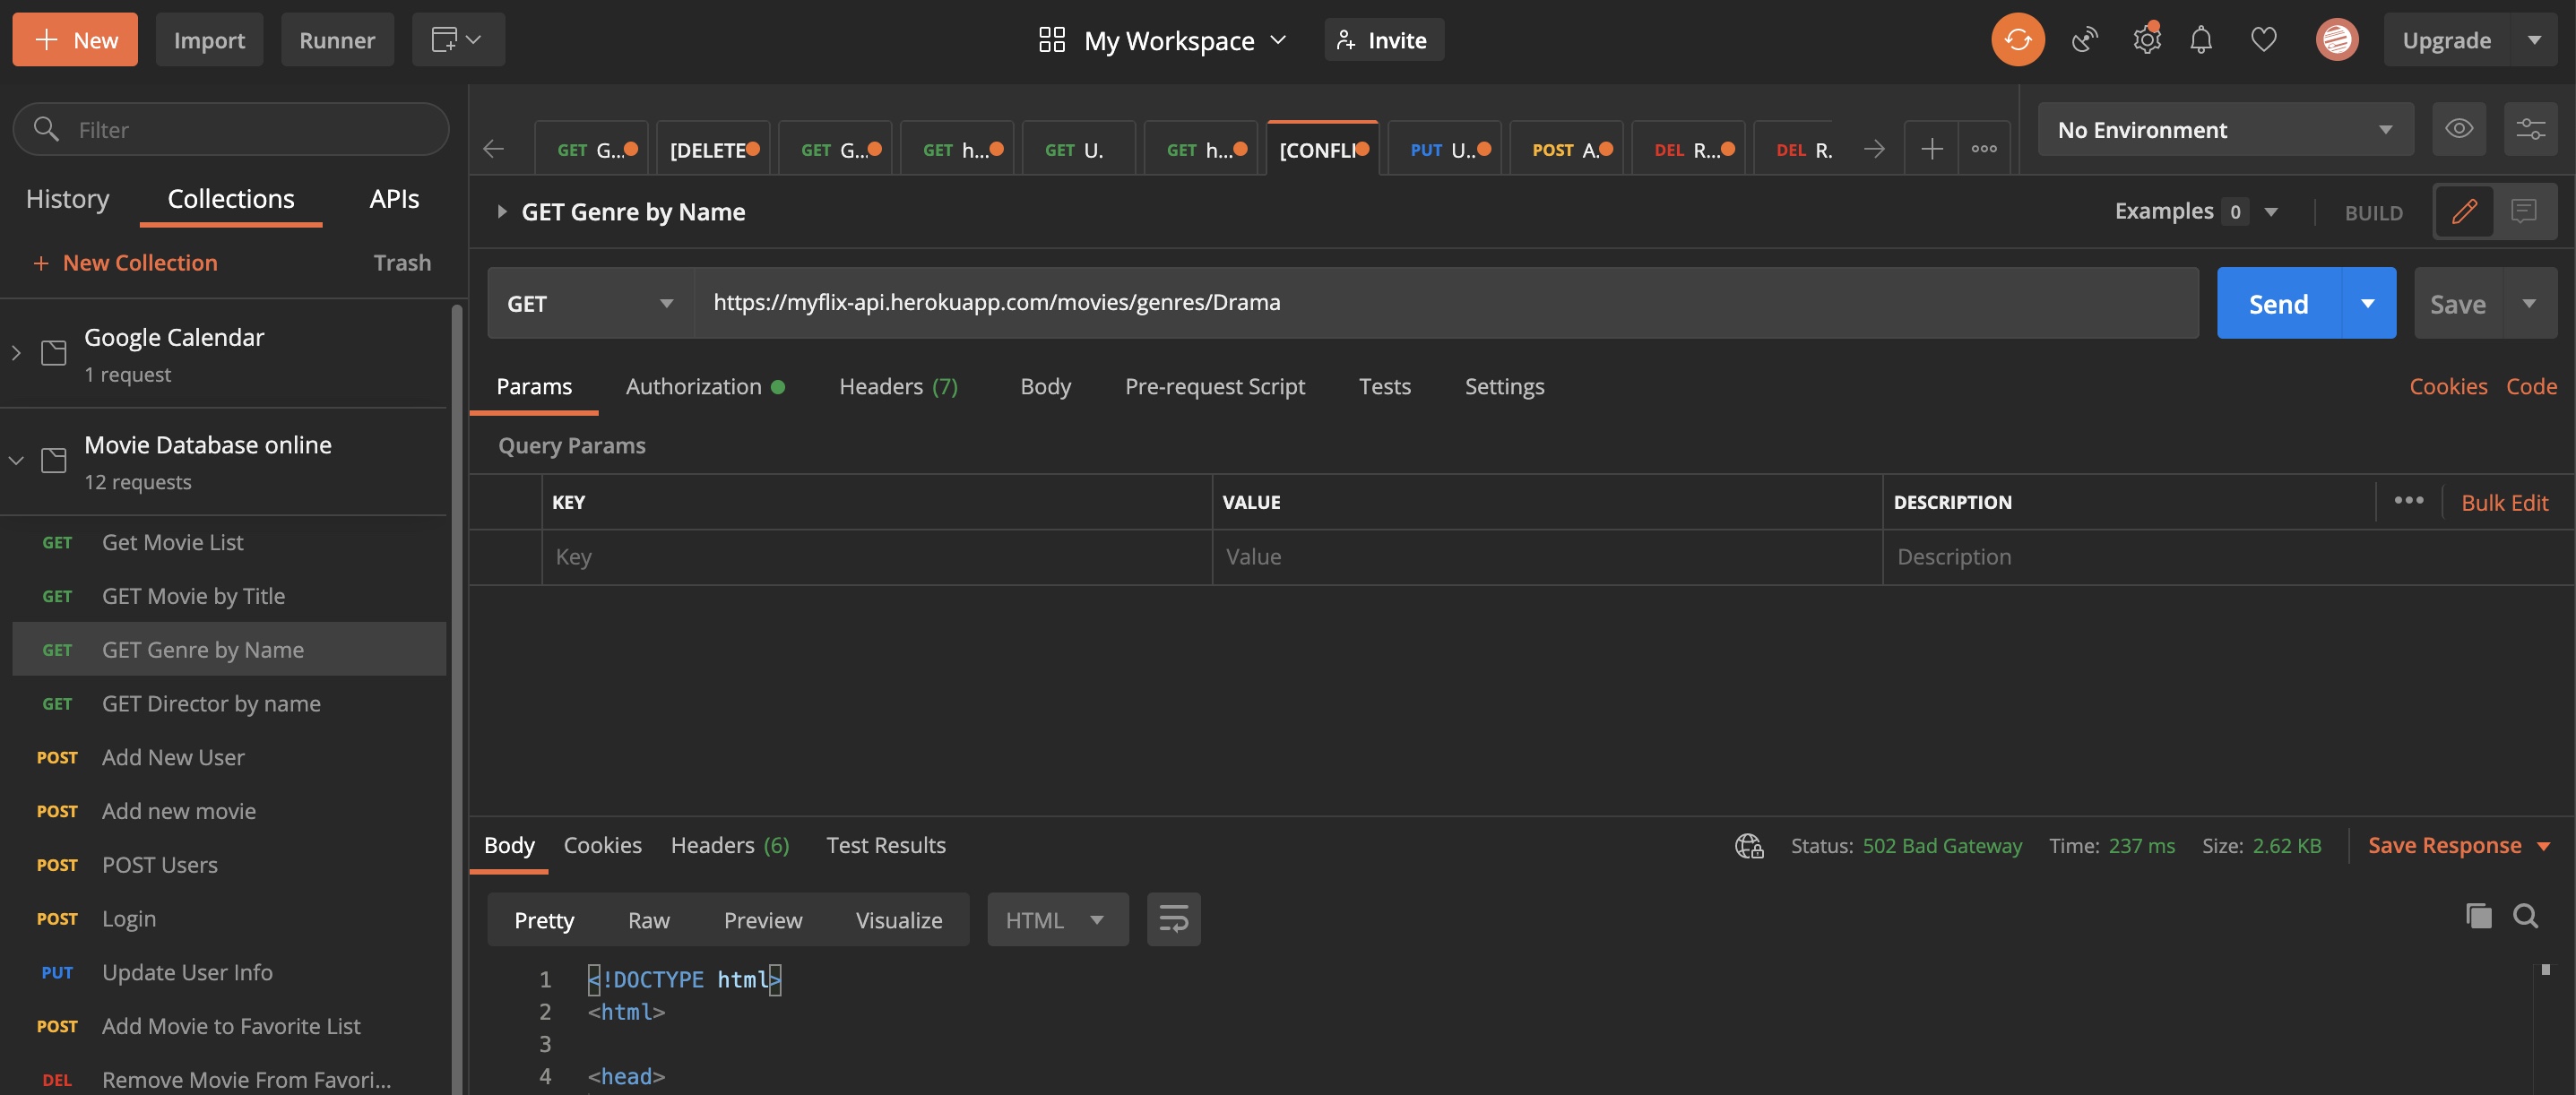 + New
Import
Runner
My Workspace
Invite
Upgrade
Filter
GET G...
[DELETE
GET G...
GET h...
GET U.
GET h...
[CONFLI
PUT U..
POST A.
DEL R...
DEL R.
No Environment
History
Collections
APIs
+ New Collection
Trash
GET Genre by Name
Examples 0
BUILD
GET
https://myflix-api.herokuapp.com/movies/genres/Drama
Send
Save
Google Calendar
1 request
Movie Database online
12 requests
GET Get Movie List
GET GET Movie by Title
GET GET Genre by Name
GET GET Director by name
POST Add New User
POST Add new movie
POST POST Users
POST Login
PUT Update User Info
POST Add Movie to Favorite List
DEL Remove Movie From Favori...
Params
Authorization
Headers (7)
Body
Pre-request Script
Tests
Settings
Cookies
Code
Query Params
KEY
VALUE
DESCRIPTION
Bulk Edit
Key
Value
Description
Body
Cookies
Headers (6)
Test Results
Status: 502 Bad Gateway
Time: 237 ms
Size: 2.62 KB
Save Response
Pretty
Raw
Preview
Visualize
HTML
1 <!DOCTYPE html>
2 <html>
3
4 <head>